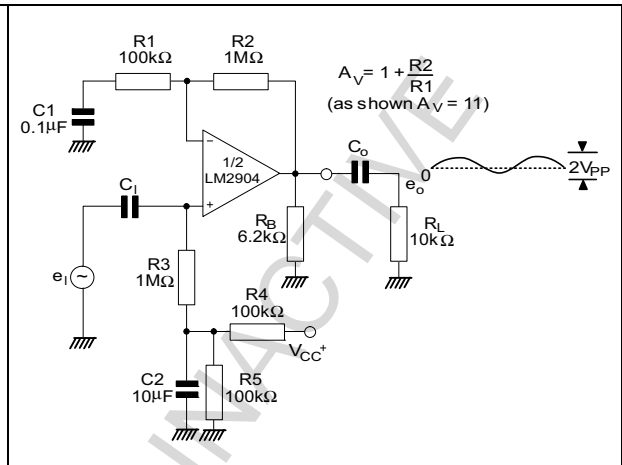 R1
100kΩ
R2
1MΩ
C1
0.1µF
1/2
LM2904
−
+
A_V = 1 + R2/R1
(as shown A_V = 11)
C_I
e_I
~
R3
1MΩ
C_o
e_o
0
2V_PP
R_B
6.2kΩ
R_L
10kΩ
R4
100kΩ
V_CC+
C2
10µF
R5
100kΩ
INACTIVE